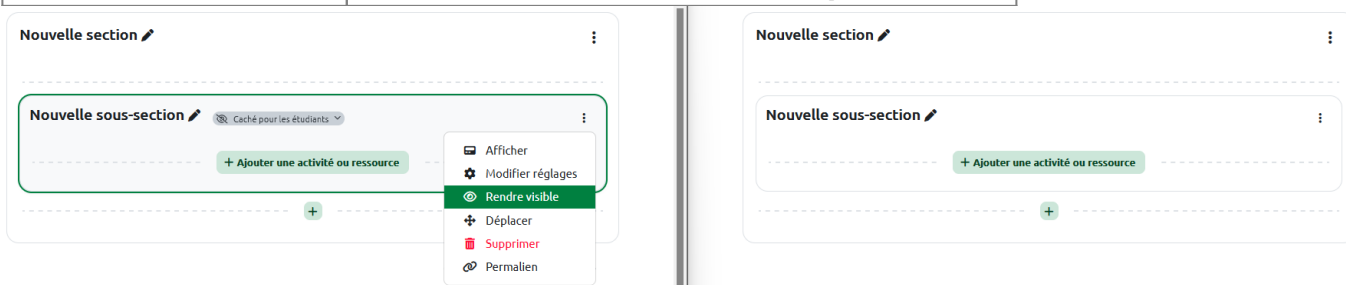 Nouvelle section
Nouvelle sous-section
Caché pour les étudiants
+ Ajouter une activité ou ressource
Afficher
Modifier réglages
Rendre visible
Déplacer
Supprimer
Permalien
+
Nouvelle section
Nouvelle sous-section
+ Ajouter une activité ou ressource
+